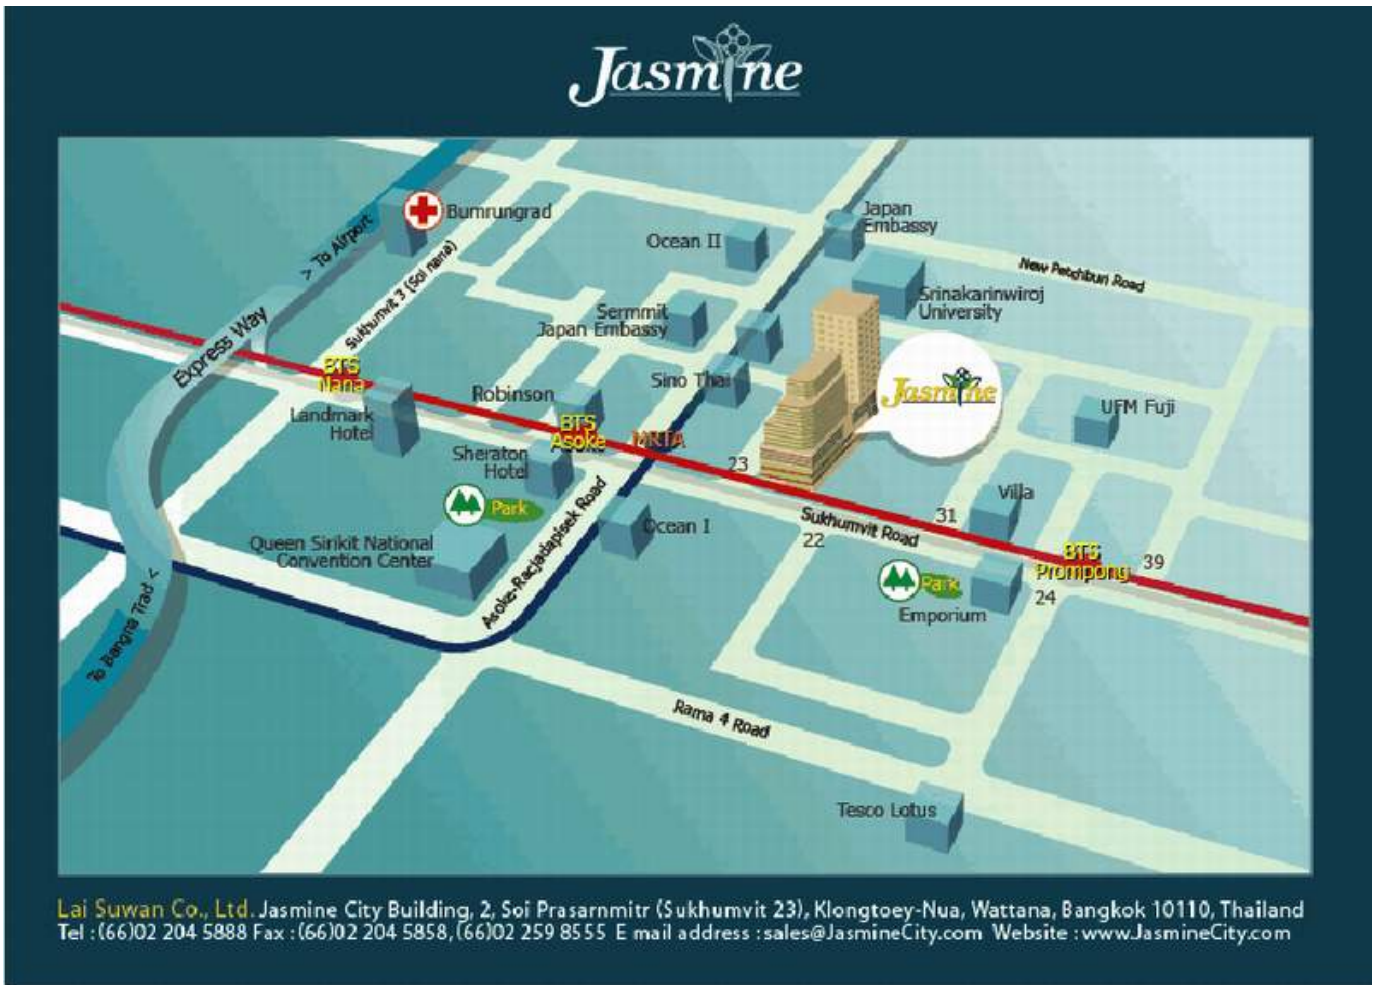 Jasmine
Bumrungrad
> To Airport
Sukhumvit 3 (Soi nana)
Express Way
Japan
Embassy
Ocean II
New Petchburi Road
Srinakarinwiroj
University
Sermmit
Japan Embassy
BTS
Nana
Landmark
Hotel
Robinson
Sino Thai
Jasmine
UFM Fuji
BTS
Asoke
MRTA
Sheraton
Hotel
23
Villa
Park
Asoke-Racjadapisek Road
Ocean I
31
Sukhumvit Road
22
Queen Sirikit National
Convention Center
BTS
Prompong
39
Park
24
Emporium
To Bangna Trad <
Rama 4 Road
Tesco Lotus
Lai Suwan Co., Ltd. Jasmine City Building, 2, Soi Prasarnmitr (Sukhumvit 23), Klongtoey-Nua, Wattana, Bangkok 10110, Thailand
Tel : (66)02 204 5888 Fax : (66)02 204 5858, (66)02 259 8555 E mail address : sales@JasmineCity.com Website : www.JasmineCity.com